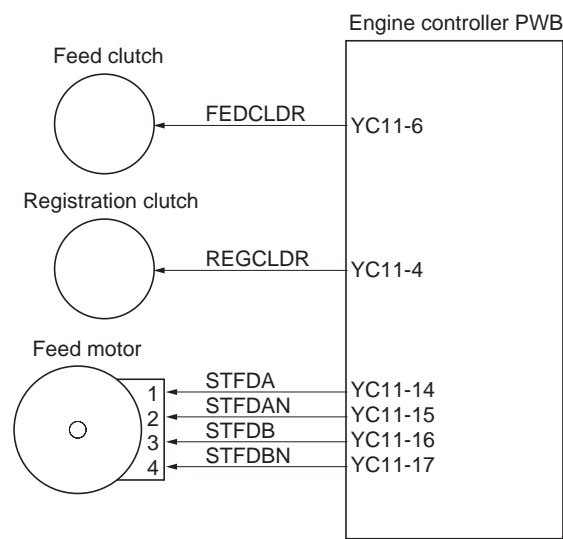 Engine controller PWB
Feed clutch
FEDCLDR
YC11-6
Registration clutch
REGCLDR
YC11-4
Feed motor
1 STFDA YC11-14
2 STFDAN YC11-15
3 STFDB YC11-16
4 STFDBN YC11-17